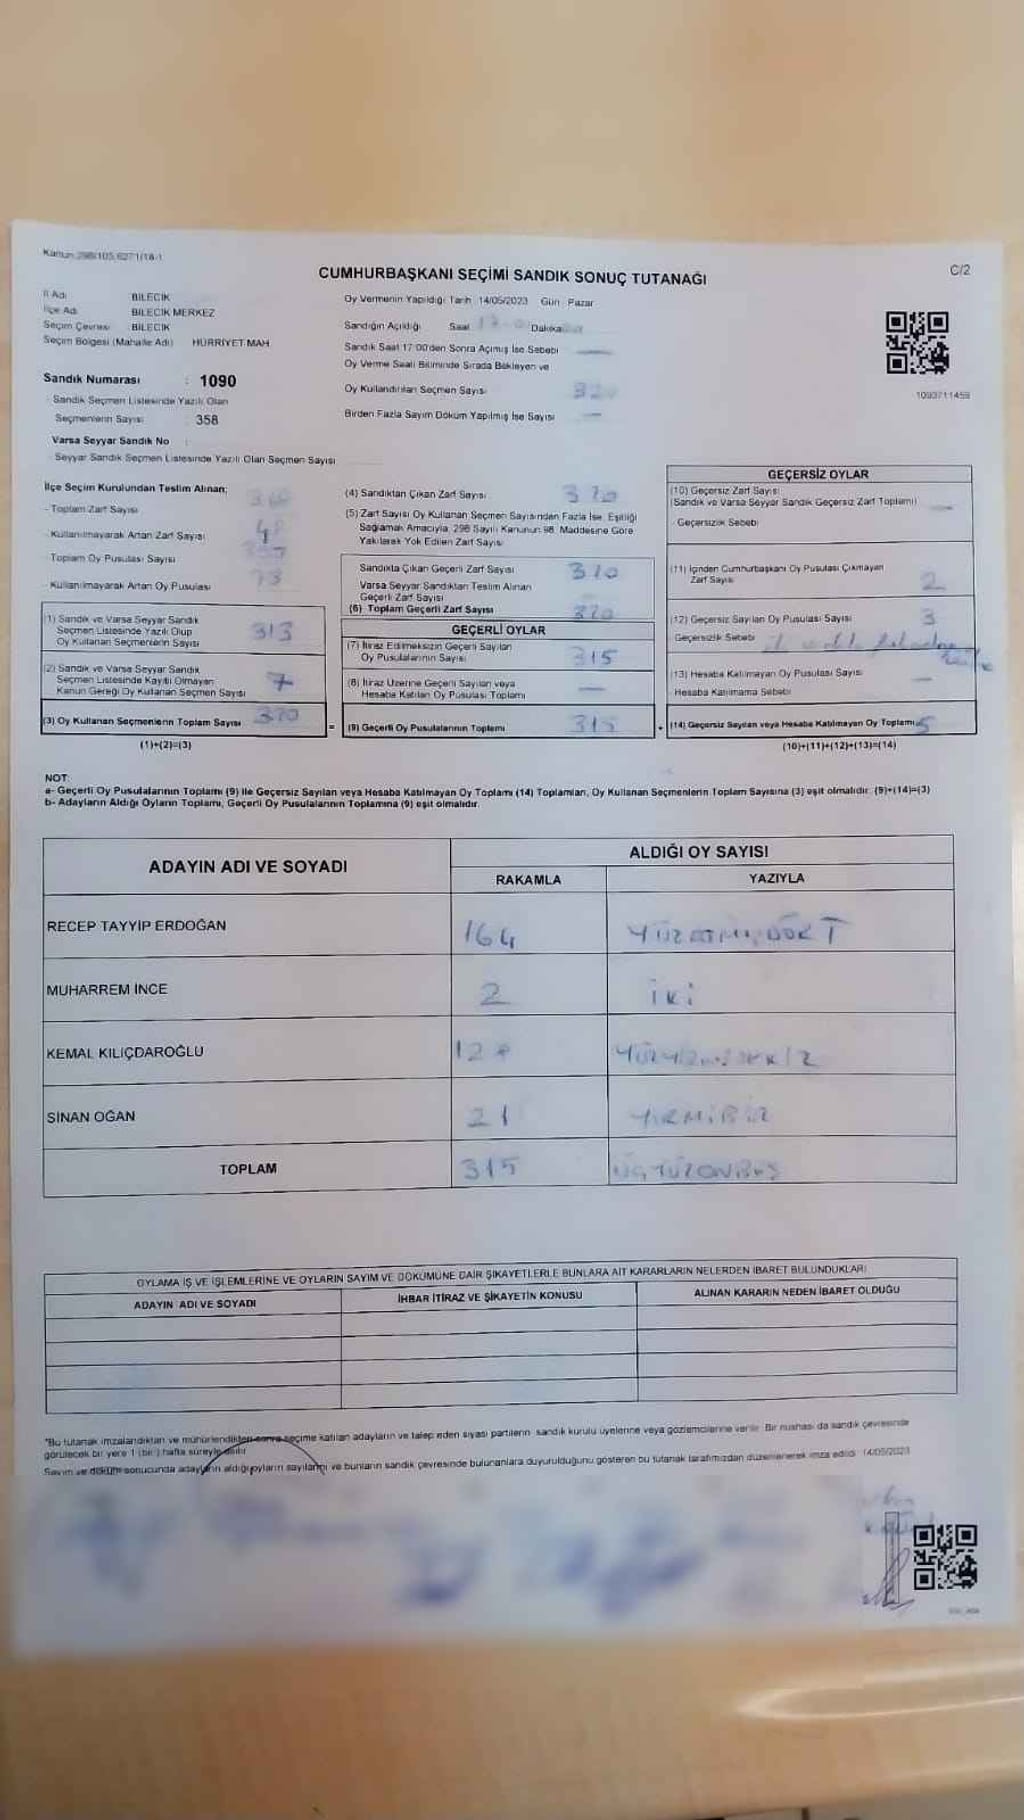 Kanun:298/105,6271/18-1
C/2
CUMHURBAŞKANI SEÇİMİ SANDIK SONUÇ TUTANAĞI
İl Adı BİLECİK
İlçe Adı BİLECİK MERKEZ
Seçim Çevresi BİLECİK
Seçim Bölgesi (Mahalle Adı) HÜRRİYET MAH
Sandık Numarası : 1090
Sandık Seçmen Listesinde Yazılı Olan
Seçmenlerin Sayısı : 358
Varsa Seyyar Sandık No :
Seyyar Sandık Seçmen Listesinde Yazılı Olan Seçmen Sayısı
Oy Vermenin Yapıldığı Tarih 14/05/2023 Gün : Pazar
Sandığın Açıldığı Saat Dakika
Sandık Saat 17:00'den Sonra Açımış İse Sebebi —
Oy Verme Saati Bitiminde Sırada Bekleyen ve
Oy Kullandırılan Seçmen Sayısı
Birden Fazla Sayım Döküm Yapılmış İse Sayısı —
1093711459
İlçe Seçim Kurulundan Teslim Alınan;
- Toplam Zarf Sayısı
- Kullanılmayarak Artan Zarf Sayısı
- Toplam Oy Pusulası Sayısı
- Kullanılmayarak Artan Oy Pusulası 73
(1) Sandık ve Varsa Seyyar Sandık
Seçmen Listesinde Yazılı Olup
Oy Kullanan Seçmenlerin Sayısı 313
(2) Sandık ve Varsa Seyyar Sandık
Seçmen Listesinde Kayıtlı Olmayan
Kanun Gereği Oy Kullanan Seçmen Sayısı 7
(3) Oy Kullanan Seçmenlerin Toplam Sayısı 320
(1)+(2)=(3)
(4) Sandıktan Çıkan Zarf Sayısı 320
(5) Zarf Sayısı Oy Kullanan Seçmen Sayısından Fazla İse, Eşitliği
Sağlamak Amacıyla, 298 Sayılı Kanunun 98. Maddesine Göre
Yakılarak Yok Edilen Zarf Sayısı
Sandıkta Çıkan Geçerli Zarf Sayısı 320
Varsa Seyyar Sandıktan Teslim Alınan
Geçerli Zarf Sayısı
(6) Toplam Geçerli Zarf Sayısı 320
GEÇERLİ OYLAR
(7) İtiraz Edilmeksizin Geçerli Sayılan
Oy Pusulalarının Sayısı 315
(8) İtiraz Üzerine Geçerli Sayılan veya
Hesaba Katılan Oy Pusulası Toplamı —
= (9) Geçerli Oy Pusulalarının Toplamı 315
GEÇERSİZ OYLAR
(10) Geçersiz Zarf Sayısı
(Sandık ve Varsa Seyyar Sandık Geçersiz Zarf Toplamı) —
- Geçersizlik Sebebi
(11) İçinden Cumhurbaşkanı Oy Pusulası Çıkmayan
Zarf Sayısı 2
(12) Geçersiz Sayılan Oy Pusulası Sayısı 3
Geçersizlik Sebebi
(13) Hesaba Katılmayan Oy Pusulası Sayısı —
- Hesaba Katılmama Sebebi
+ (14) Geçersiz Sayılan veya Hesaba Katılmayan Oy Toplamı 5
(10)+(11)+(12)+(13)=(14)
NOT:
a- Geçerli Oy Pusulalarının Toplamı (9) ile Geçersiz Sayılan veya Hesaba Katılmayan Oy Toplamı (14) Toplamları, Oy Kullanan Seçmenlerin Toplam Sayısına (3) eşit olmalıdır. (9)+(14)=(3)
b- Adayların Aldığı Oyların Toplamı, Geçerli Oy Pusulalarının Toplamına (9) eşit olmalıdır.
ADAYIN ADI VE SOYADI ALDIĞI OY SAYISI
RAKAMLA YAZIYLA
RECEP TAYYİP ERDOĞAN 164 YÜZATMIŞDÖRT
MUHARREM İNCE 2 İKİ
KEMAL KILIÇDAROĞLU 128 YÜZYİRMİSEKİZ
SİNAN OĞAN 21 YİRMİBİR
TOPLAM 315 ÜÇYÜZONBEŞ
OYLAMA İŞ VE İŞLEMLERİNE VE OYLARIN SAYIM VE DÖKÜMÜNE DAİR ŞİKAYETLERLE BUNLARA AİT KARARLARIN NELERDEN İBARET BULUNDUKLARI
ADAYIN ADI VE SOYADI İHBAR İTİRAZ VE ŞİKAYETİN KONUSU ALINAN KARARIN NEDEN İBARET OLDUĞU
*Bu tutanak imzalandıktan ve mühürlendikten sonra seçime katılan adayların ve talep eden siyasi partilerin sandık kurulu üyelerine veya gözlemcilerine verilir. Bir nüshası da sandık çevresinde
görülecek bir yere 1 (bir) hafta süreyle asılır.
Sayım ve döküm sonucunda adayların aldığı oyların sayılarını ve bunların sandık çevresinde bulunanlara duyurulduğunu gösteren bu tutanak tarafımızdan düzenlenerek imza edildi. 14/05/2023